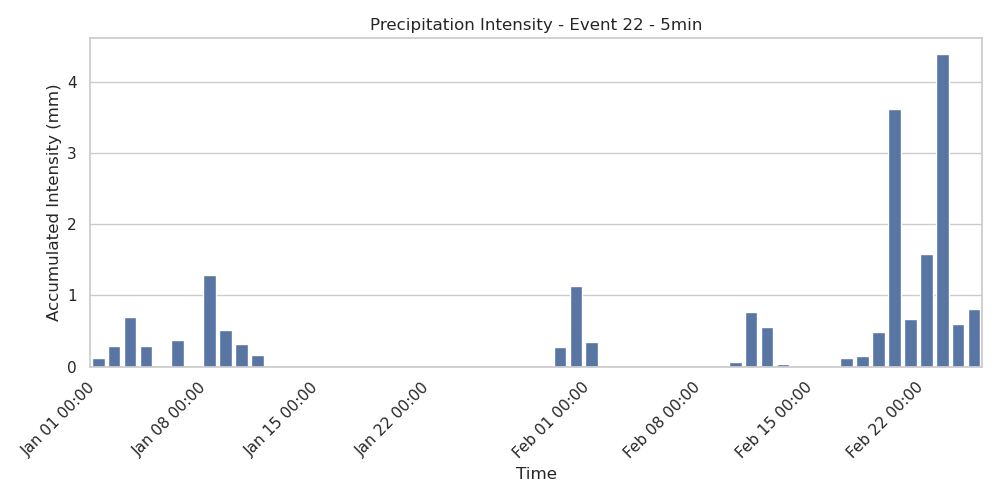 Precipitation Intensity - Event 22 - 5min
Accumulated Intensity (mm)
4
3
2
1
0
Jan 01 00:00
Jan 08 00:00
Jan 15 00:00
Jan 22 00:00
Feb 01 00:00
Feb 08 00:00
Feb 15 00:00
Feb 22 00:00
Time